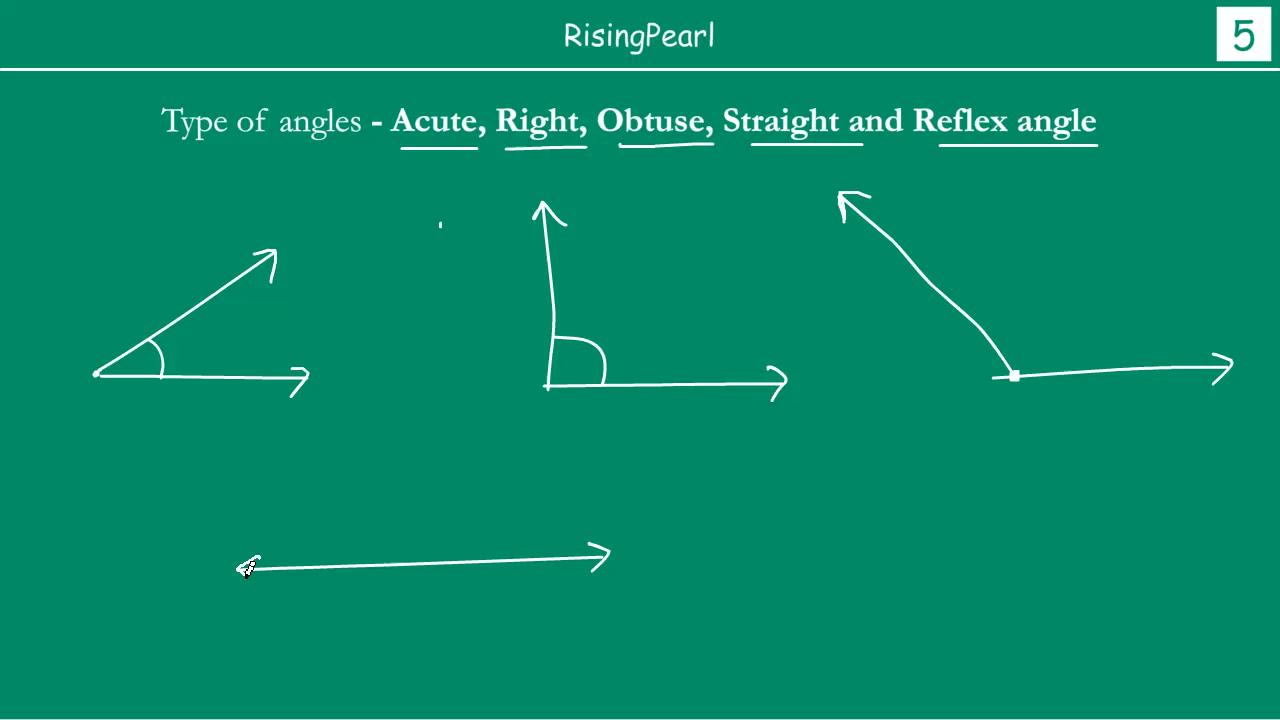 RisingPearl
5
Type of angles - Acute, Right, Obtuse, Straight and Reflex angle